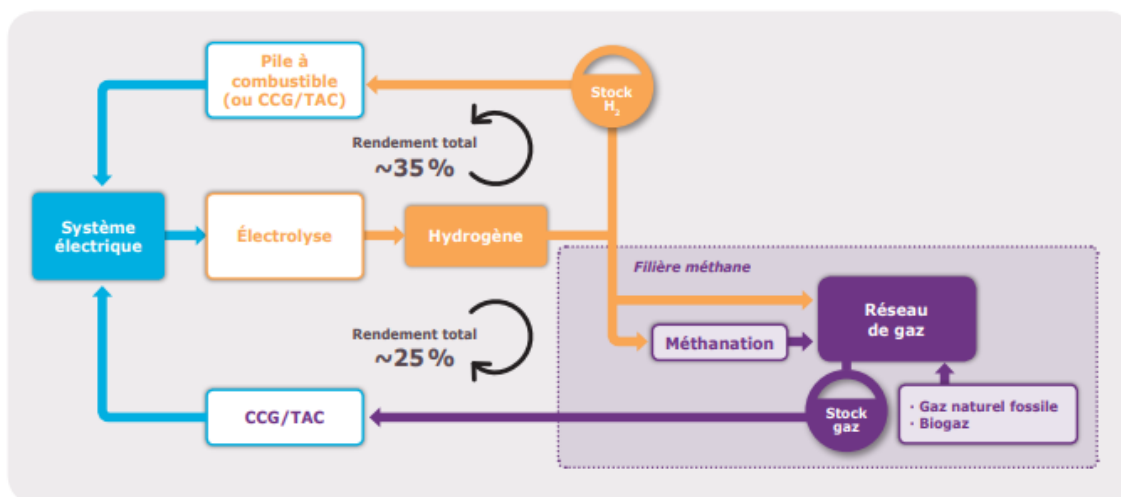 Pile à
combustible
(ou CCG/TAC)
Stock
H₂
Rendement total
~35 %
Système
électrique
Électrolyse
Hydrogène
Filière méthane
Réseau
de gaz
Rendement total
~25 %
Méthanation
CCG/TAC
Stock
gaz
· Gaz naturel fossile
· Biogaz